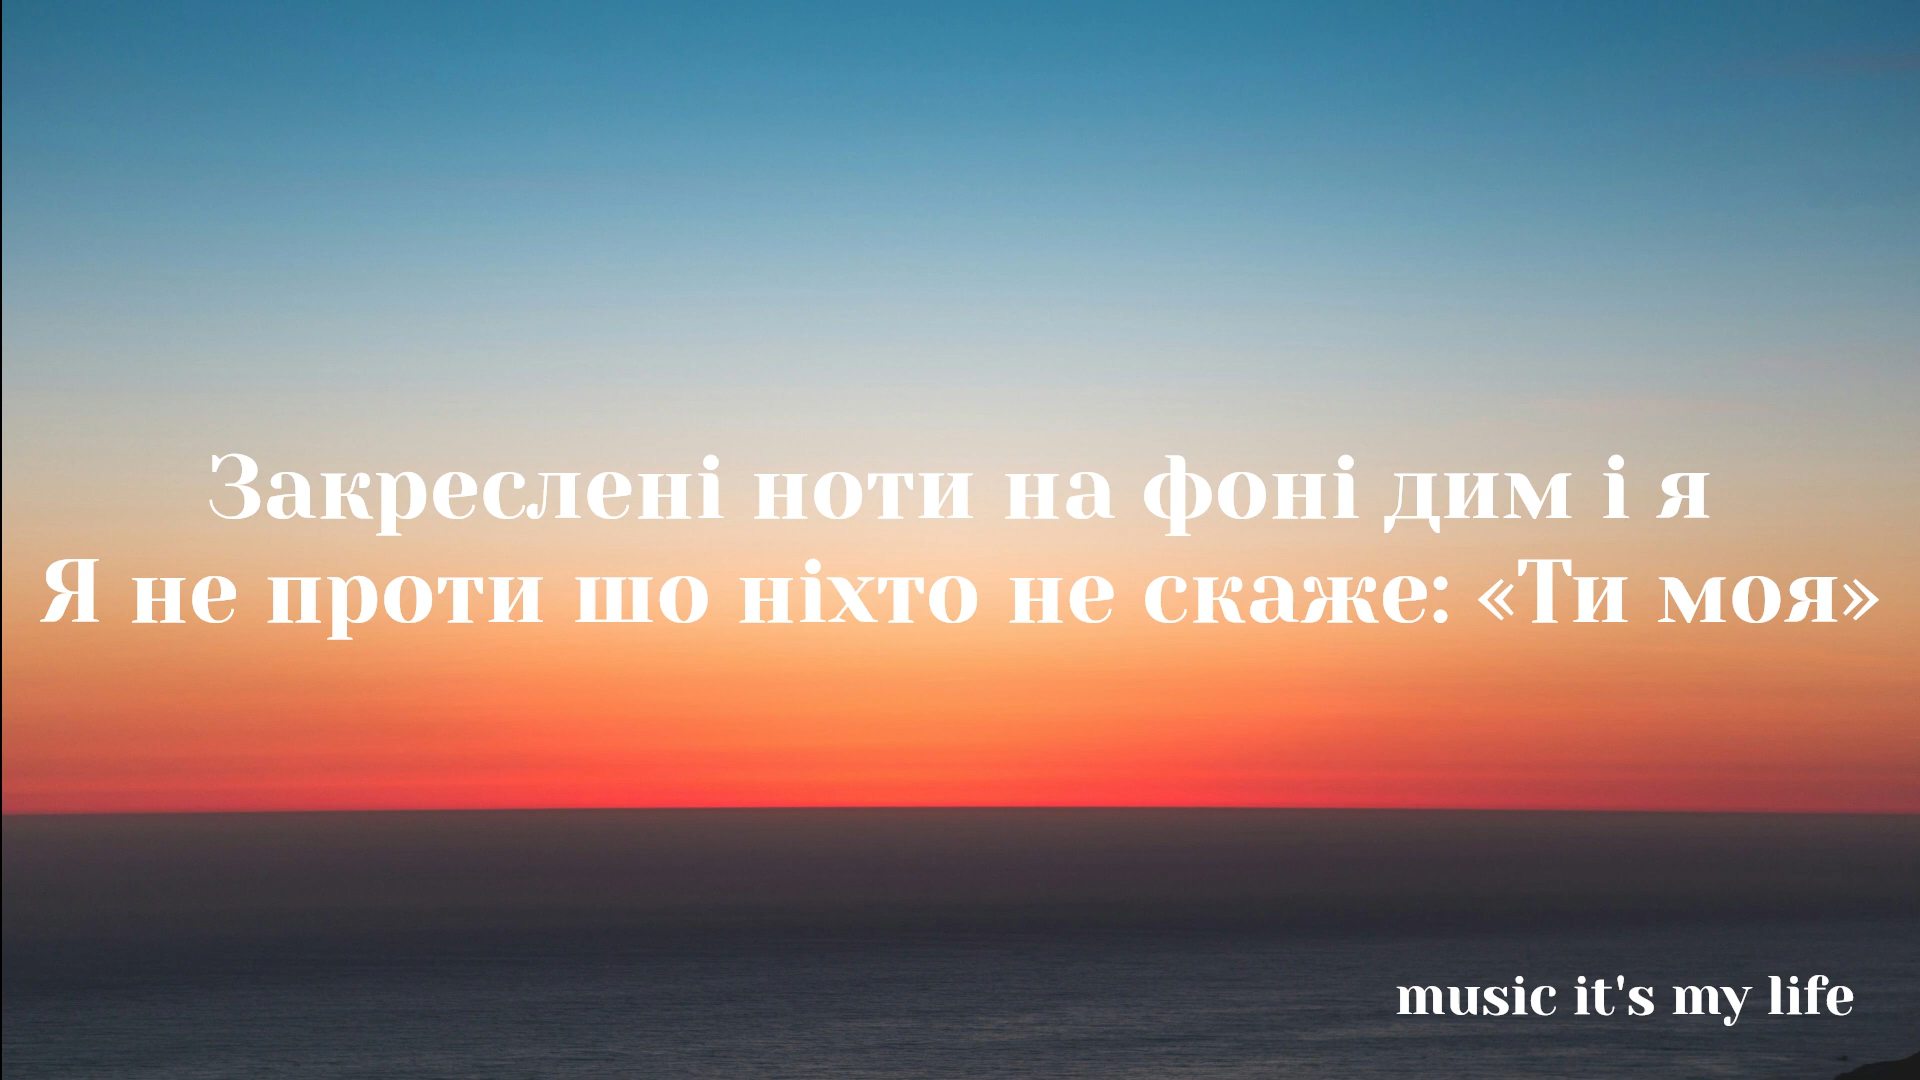 Закреслені ноти на фоні дим і я
Я не проти шо ніхто не скаже: «Ти моя»
music it's my life